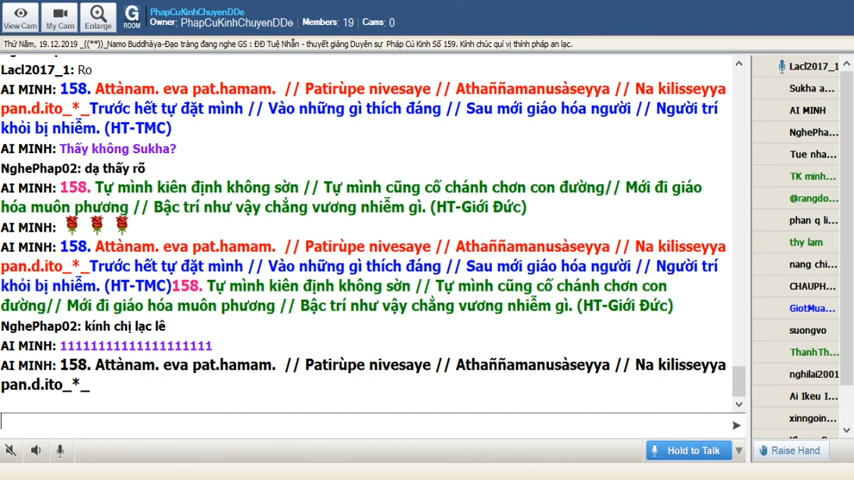 PhapCuKinhChuyenDDe
Owner: PhapCuKinhChuyenDDe Members: 19 Cams: 0
View Cam My Cam Enlarge G ROOM
Thứ Năm, 19.12.2019 _((**)_Namo Buddhàya-Đạo tràng đang nghe GS : ĐĐ Tuệ Nhẫn - thuyết giảng Duyên sự Pháp Cú Kinh Số 159. Kính chúc quí vị thính pháp an lạc.
Lacl2017_1: Ro
AI MINH: 158. Attànam. eva pat.hamam. // Patirùpe nivesaye // Athaññamanusàseyya // Na kilisseyya
pan.d.ito_*_Trước hết tự đặt mình // Vào những gì thích đáng // Sau mới giáo hóa người // Người trí
khỏi bị nhiễm. (HT-TMC)
AI MINH: Thấy không Sukha?
NghePhap02: dạ thấy rõ
AI MINH: 158. Tự mình kiên định không sờn // Tự mình cũng cố chánh chơn con đường// Mới đi giáo
hóa muôn phương // Bậc trí như vậy chẳng vương nhiễm gì. (HT-Giới Đức)
AI MINH:
AI MINH: 158. Attànam. eva pat.hamam. // Patirùpe nivesaye // Athaññamanusàseyya // Na kilisseyya
pan.d.ito_*_Trước hết tự đặt mình // Vào những gì thích đáng // Sau mới giáo hóa người // Người trí
khỏi bị nhiễm. (HT-TMC)158. Tự mình kiên định không sờn // Tự mình cũng cố chánh chơn con
đường// Mới đi giáo hóa muôn phương // Bậc trí như vậy chẳng vương nhiễm gì. (HT-Giới Đức)
NghePhap02: kính chị lạc lê
AI MINH: 11111111111111111111
AI MINH: 158. Attànam. eva pat.hamam. // Patirùpe nivesaye // Athaññamanusàseyya // Na kilisseyya
pan.d.ito_*_
Hold to Talk
Lacl2017_1
Sukha a...
AI MINH
NghePha...
Tue nha...
TK minh...
@rangdo...
phan q li...
thy lam
nang chi...
CHAUPH...
GiotMua...
suongvo
ThanhTh...
nghilai2001
Ai Ikeu I...
xinngoin...
Raise Hand